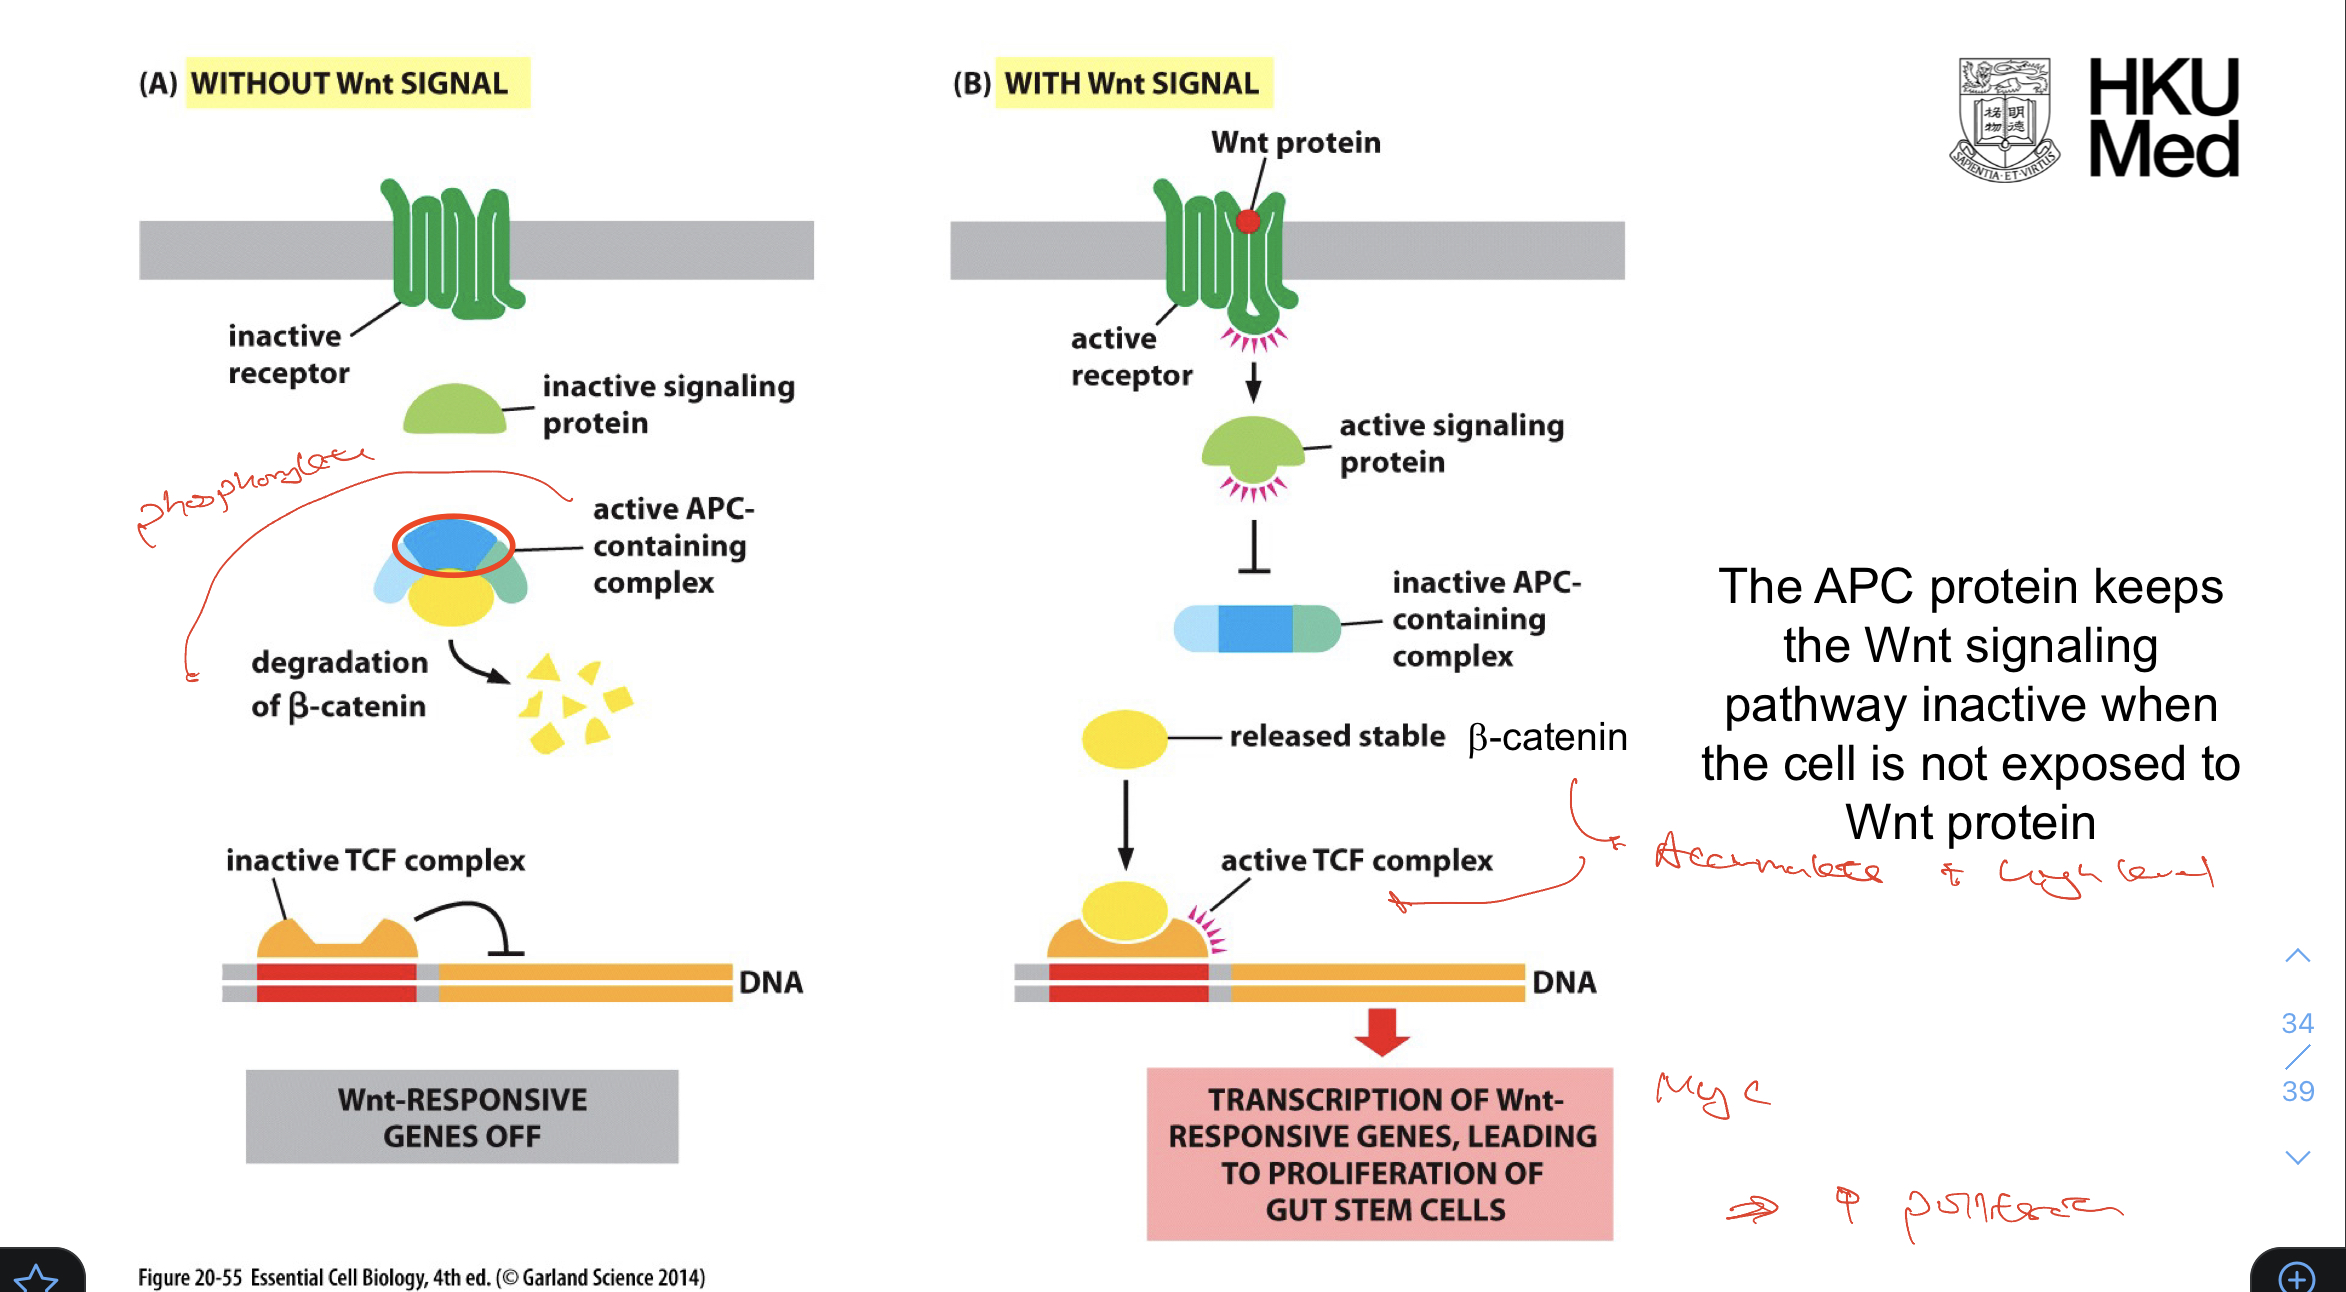 (A) WITHOUT Wnt SIGNAL
inactive
receptor
inactive signaling
protein
phosphorylate
active APC-
containing
complex
degradation
of β-catenin
inactive TCF complex
DNA
Wnt-RESPONSIVE
GENES OFF
(B) WITH Wnt SIGNAL
Wnt protein
active
receptor
active signaling
protein
inactive APC-
containing
complex
released stable β-catenin
active TCF complex
DNA
TRANSCRIPTION OF Wnt-
RESPONSIVE GENES, LEADING
TO PROLIFERATION OF
GUT STEM CELLS
HKU
Med
明德
格物
SAPIENTIA·ET·VIRTUS
The APC protein keeps
the Wnt signaling
pathway inactive when
the cell is not exposed to
Wnt protein
Accumulate high level
Myc
⇒ ↑
34
/
39
Figure 20-55 Essential Cell Biology, 4th ed. (© Garland Science 2014)